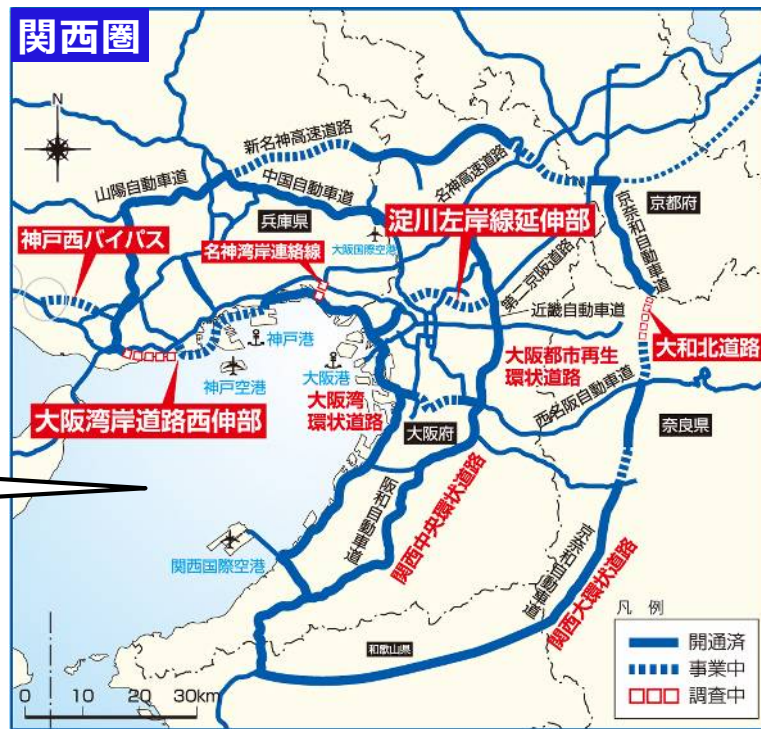 関西圏
N
新名神高速道路
名神高速道路
山陽自動車道
中国自動車道
兵庫県
京都府
京奈和自動車道
神戸西バイパス
名神湾岸連絡線
大阪国際空港
淀川左岸線延伸部
第二京阪道路
近畿自動車道
神戸港
大阪港
神戸空港
大阪湾
環状道路
大阪都市再生
環状道路
大和北道路
大阪湾岸道路西伸部
大阪府
西名阪自動車道
奈良県
阪和自動車道
関西中央環状道路
関西国際空港
京奈和自動車道
関西大環状道路
和歌山県
凡 例
開通済
事業中
調査中
0 10 20 30km